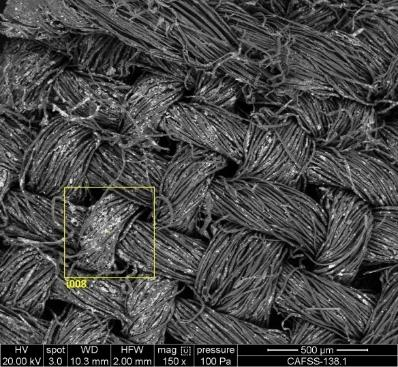 i008
HV spot WD HFW mag pressure 500 µm
20.00 kV 3.0 10.3 mm 2.00 mm 150 x 100 Pa CAFSS-138.1